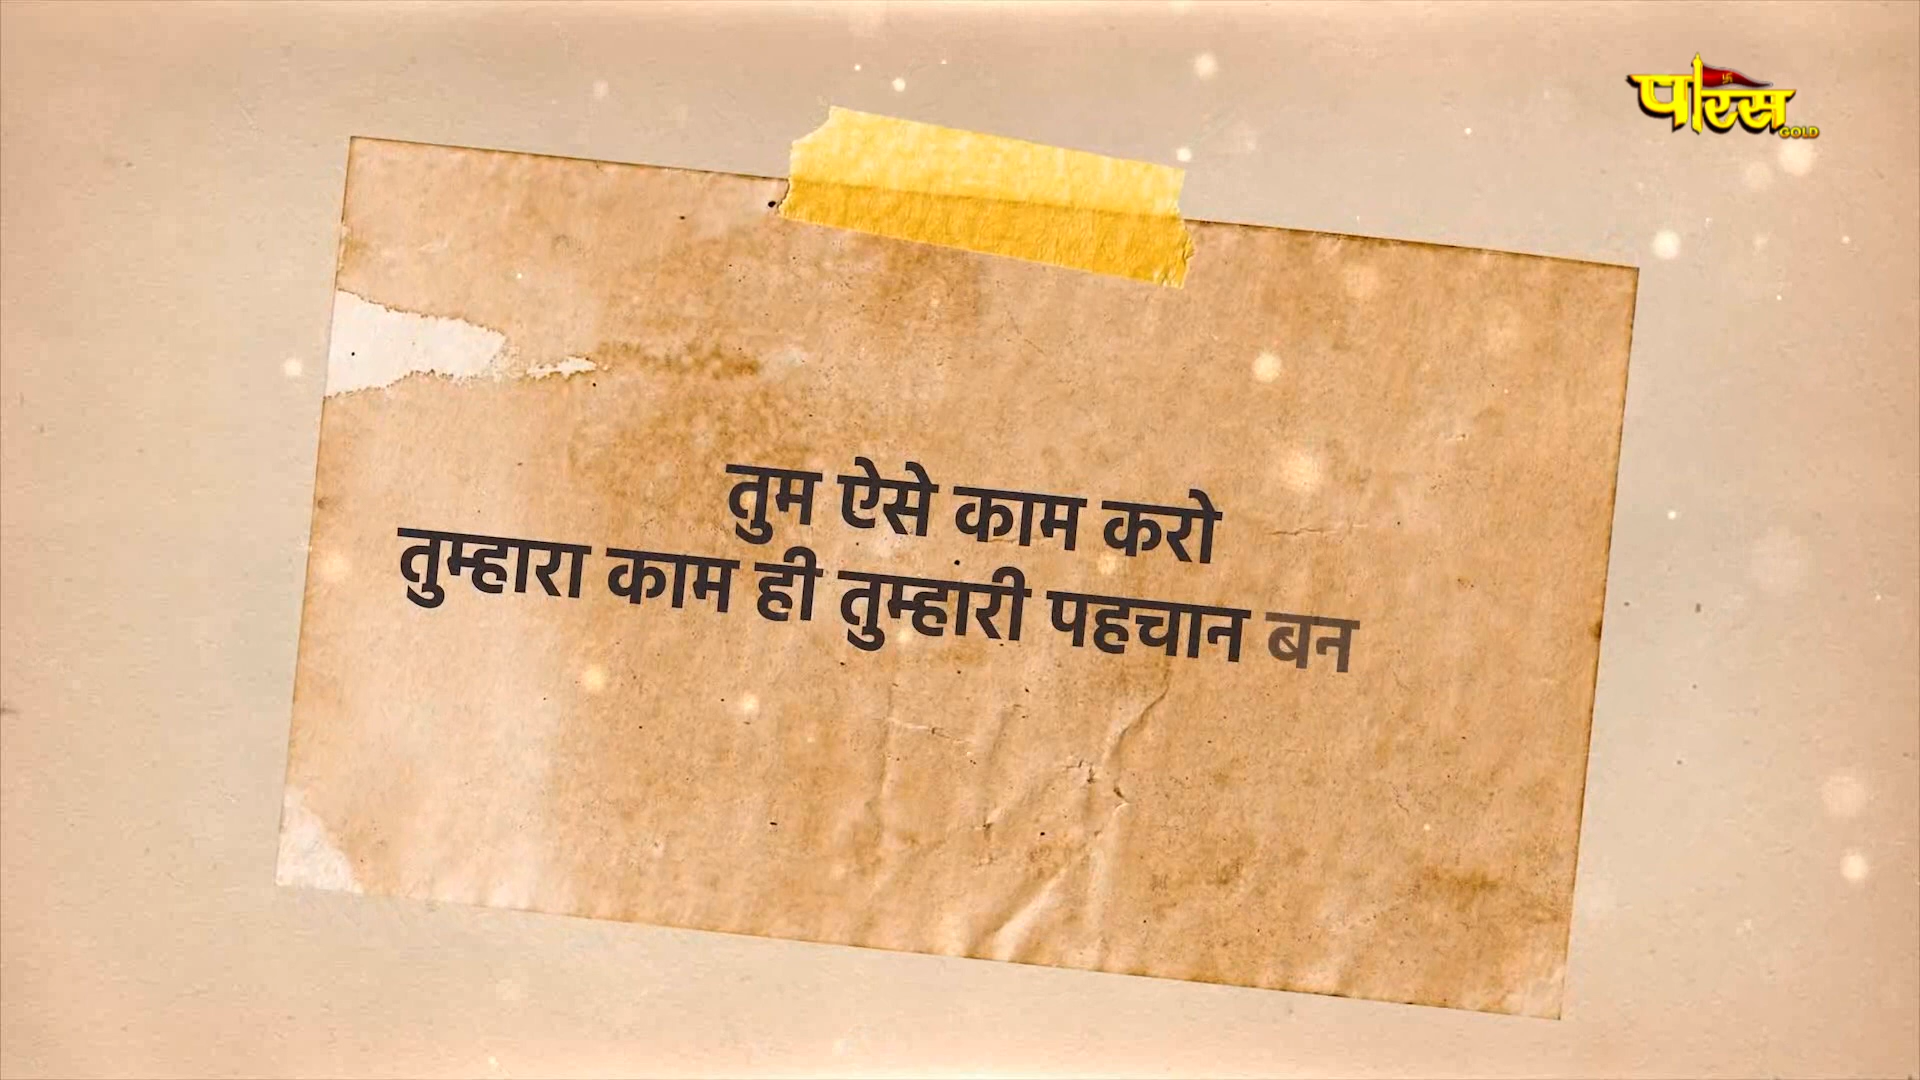 पारस
GOLD
तुम ऐसे काम करो
तुम्हारा काम ही तुम्हारी पहचान बन